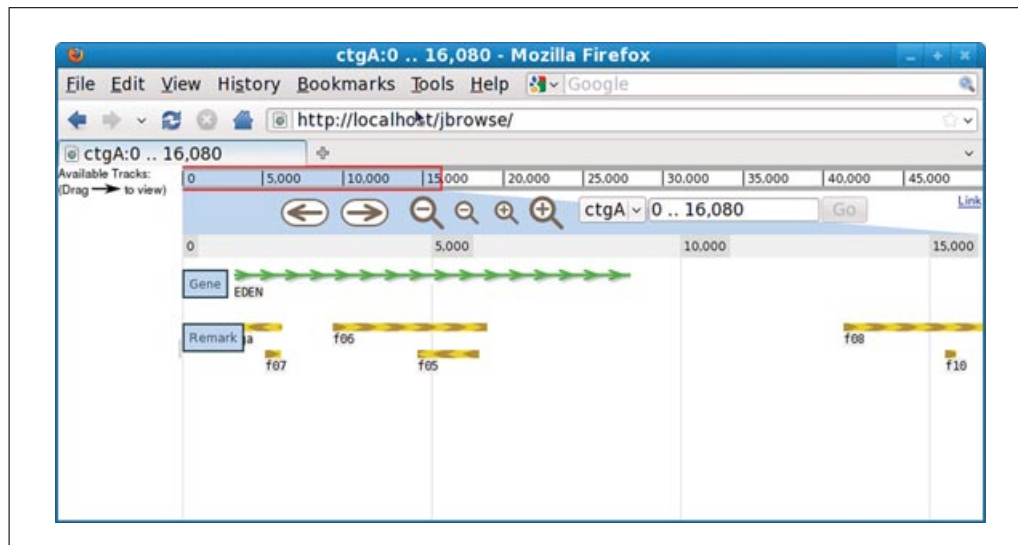 ctgA:0 .. 16,080 - Mozilla Firefox
File Edit View History Bookmarks Tools Help Google
http://localhost/jbrowse/
ctgA:0 .. 16,080
Available Tracks:
(Drag to view)
0 5,000 10,000 15,000 20,000 25,000 30,000 35,000 40,000 45,000
ctgA 0 .. 16,080 Go Link
0 5,000 10,000 15,000
Gene
EDEN
Remark
f06 f08
f07 f05 f10